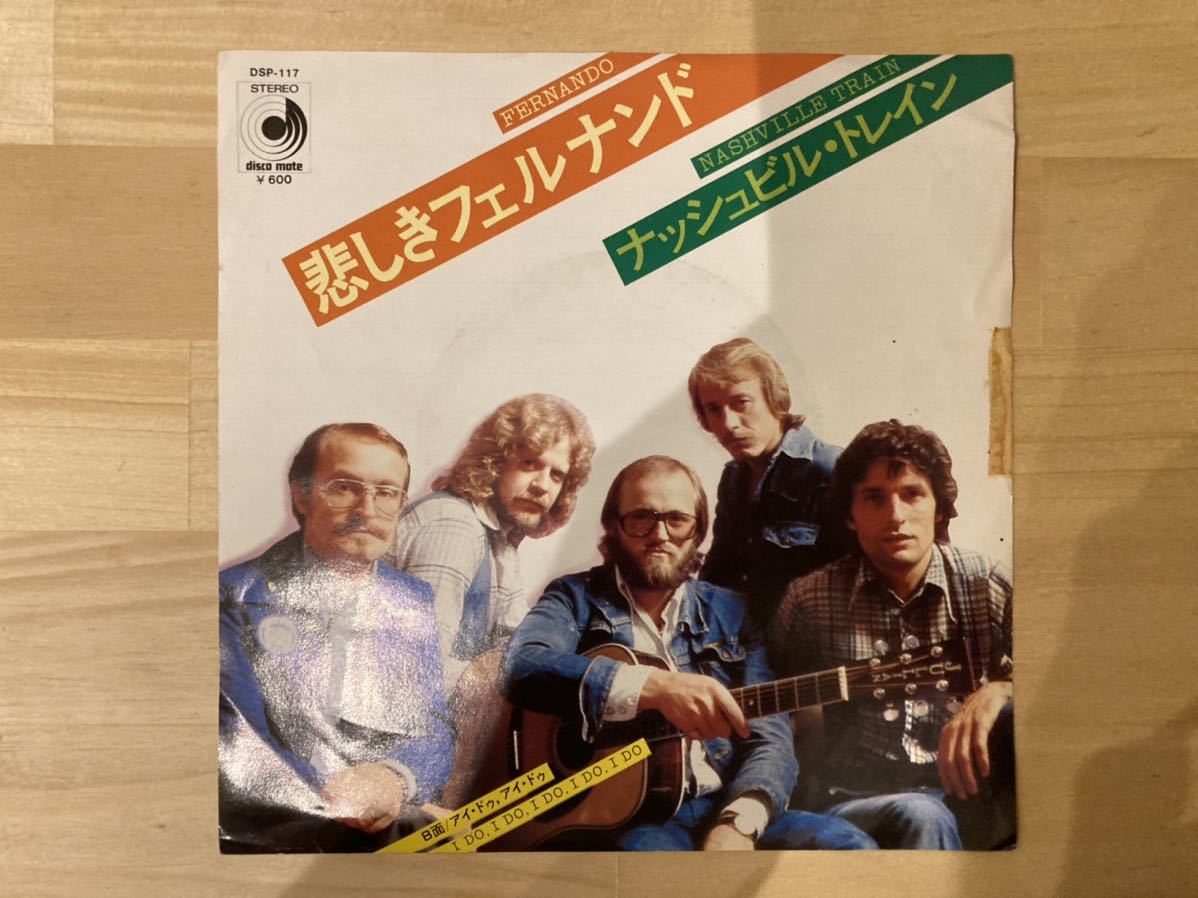 DSP-117
STEREO
disco mate
¥600
FERNANDO
悲しきフェルナンド
NASHVILLE TRAIN
ナッシュビル・トレイン
JULLIAN
B面/アイ・ドゥ,アイ・ドゥ
I DO, I DO, I DO, I DO, I DO